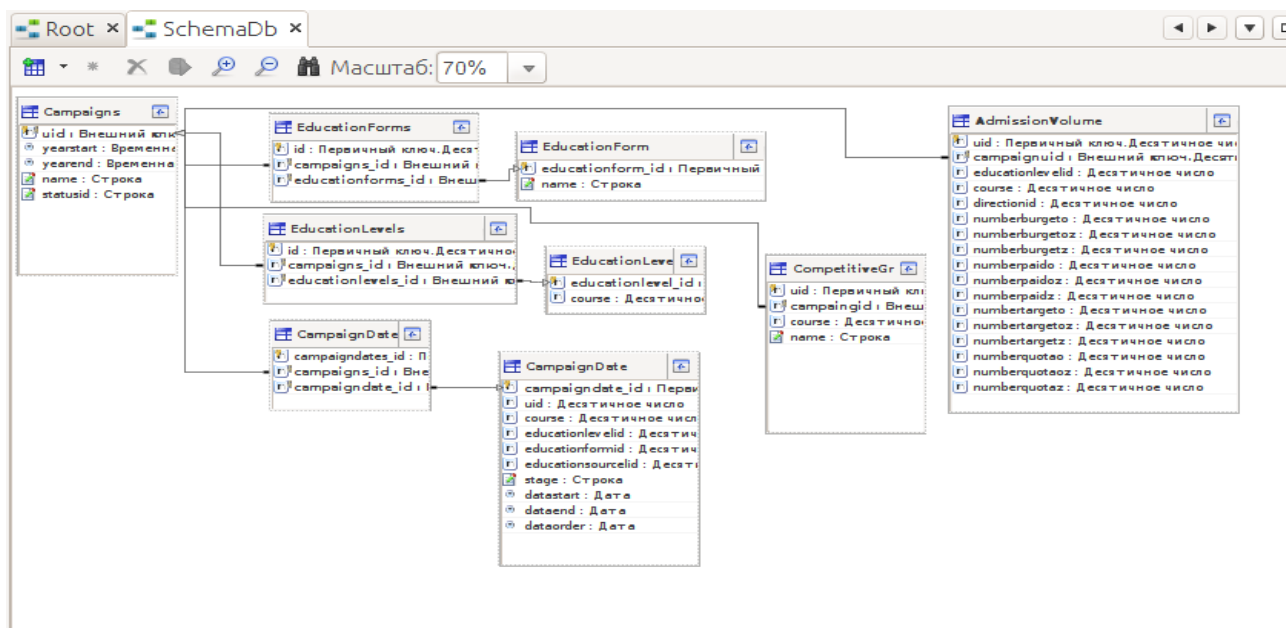 Root
SchemaDb
Масштаб: 70%
Campaigns
uid : Внешний клю
yearstart : Временна
yearend : Временна
name : Строка
statusid : Строка
EducationForms
id : Первичный ключ.Десят
campaigns_id : Внешний
educationforms_id : Внеш
EducationForm
educationform_id : Первичный
name : Строка
EducationLevels
id : Первичный ключ.Десятично
campaigns_id : Внешний ключ.
educationlevels_id : Внешний
EducationLeve
educationlevel_id :
course : Десятично
CampaignDate
campaigndates_id : П
campaigns_id : Вне
campaigndate_id :
CampaignDate
campaigndate_id : Перви
uid : Десятичное число
course : Десятичное числ
educationlevelid : Десятич
educationformid : Десятич
educationsourceid : Десят
stage : Строка
datastart : Дата
dataend : Дата
dataorder : Дата
CompetitiveGr
uid : Первичный клю
campaingid : Внеш
course : Десятично
name : Строка
AdmissionVolume
uid : Первичный ключ.Десятичное чи
campaignuid : Внешний ключ.Десят
educationlevelid : Десятичное число
course : Десятичное число
directionid : Десятичное число
numberburgeto : Десятичное число
numberburgetoz : Десятичное число
numberburgetz : Десятичное число
numberpaido : Десятичное число
numberpaidoz : Десятичное число
numberpaidz : Десятичное число
numbertargeto : Десятичное число
numbertargetoz : Десятичное число
numbertargetz : Десятичное число
numberquotao : Десятичное число
numberquotaoz : Десятичное число
numberquotaz : Десятичное число